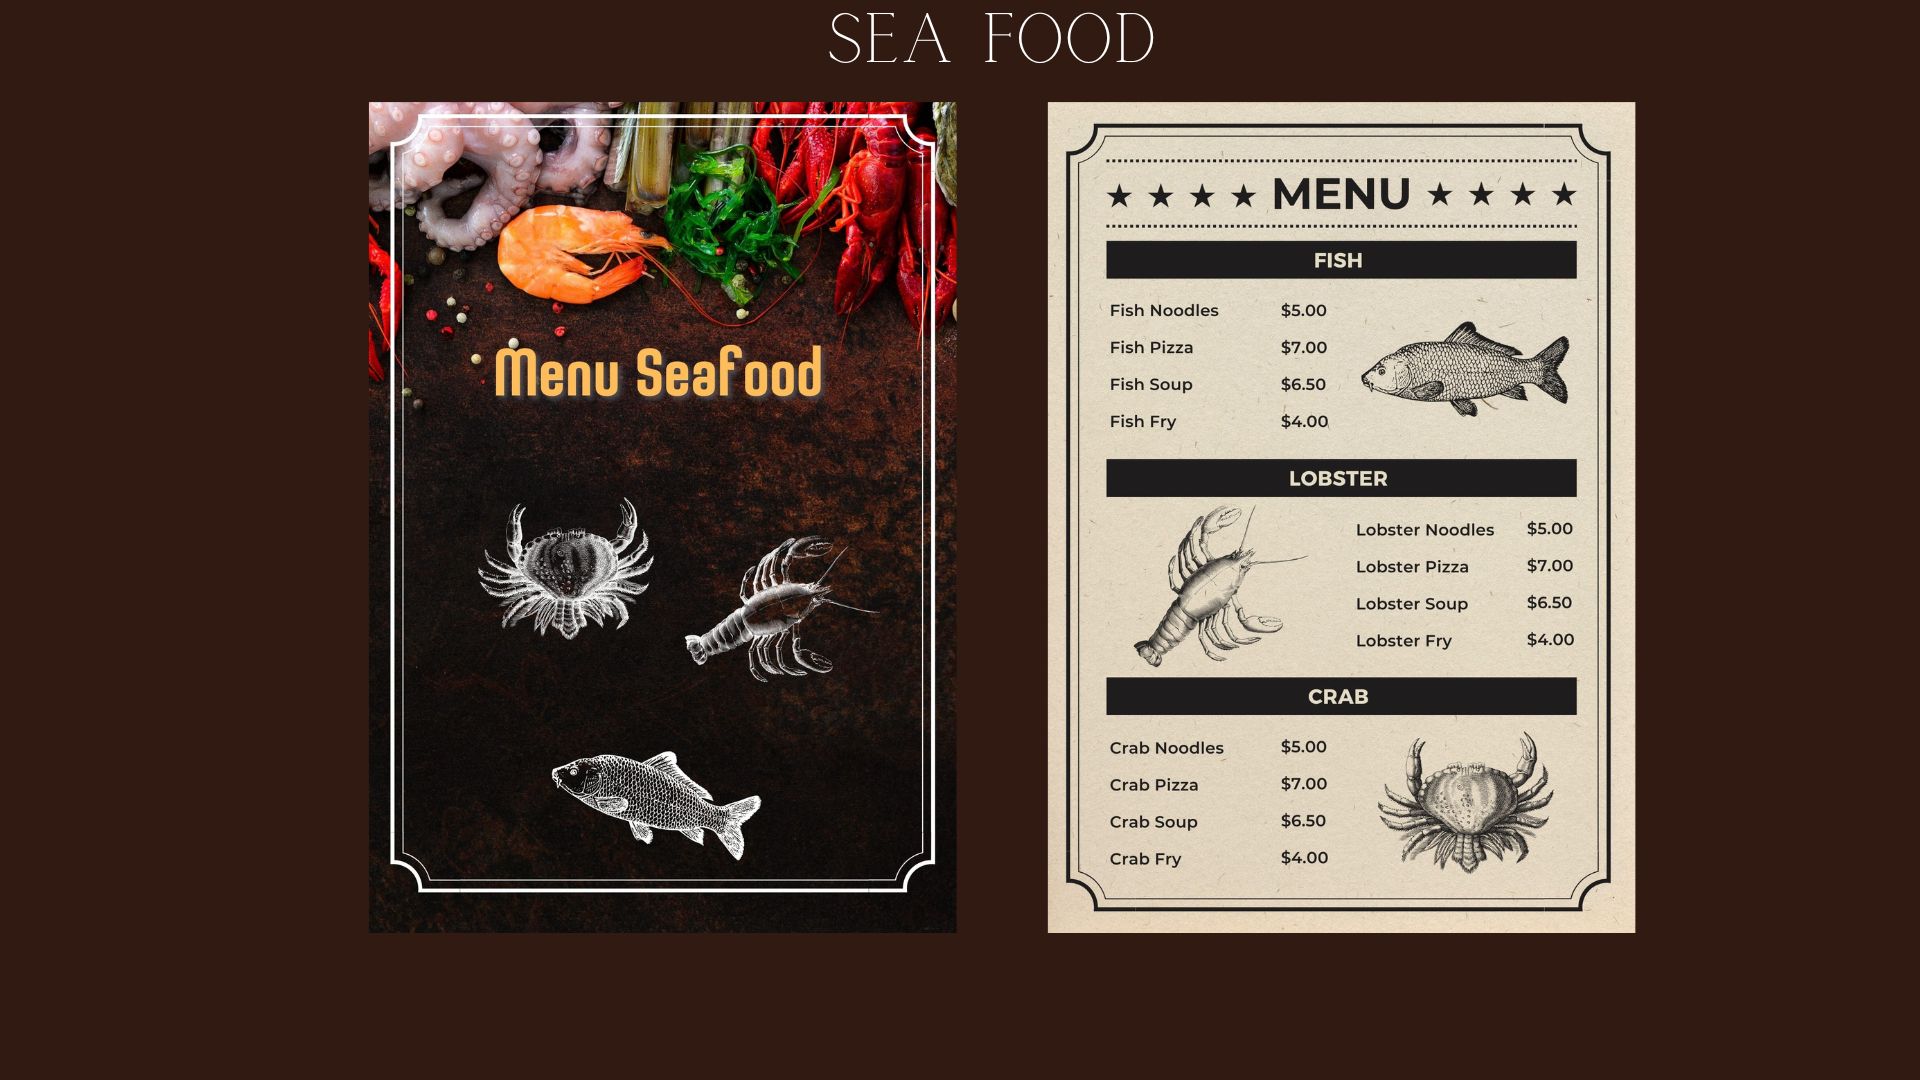 SEA FOOD
Menu Seafood
★ ★ ★ ★ MENU ★ ★ ★ ★
FISH
Fish Noodles $5.00
Fish Pizza $7.00
Fish Soup $6.50
Fish Fry $4.00
LOBSTER
Lobster Noodles $5.00
Lobster Pizza $7.00
Lobster Soup $6.50
Lobster Fry $4.00
CRAB
Crab Noodles $5.00
Crab Pizza $7.00
Crab Soup $6.50
Crab Fry $4.00